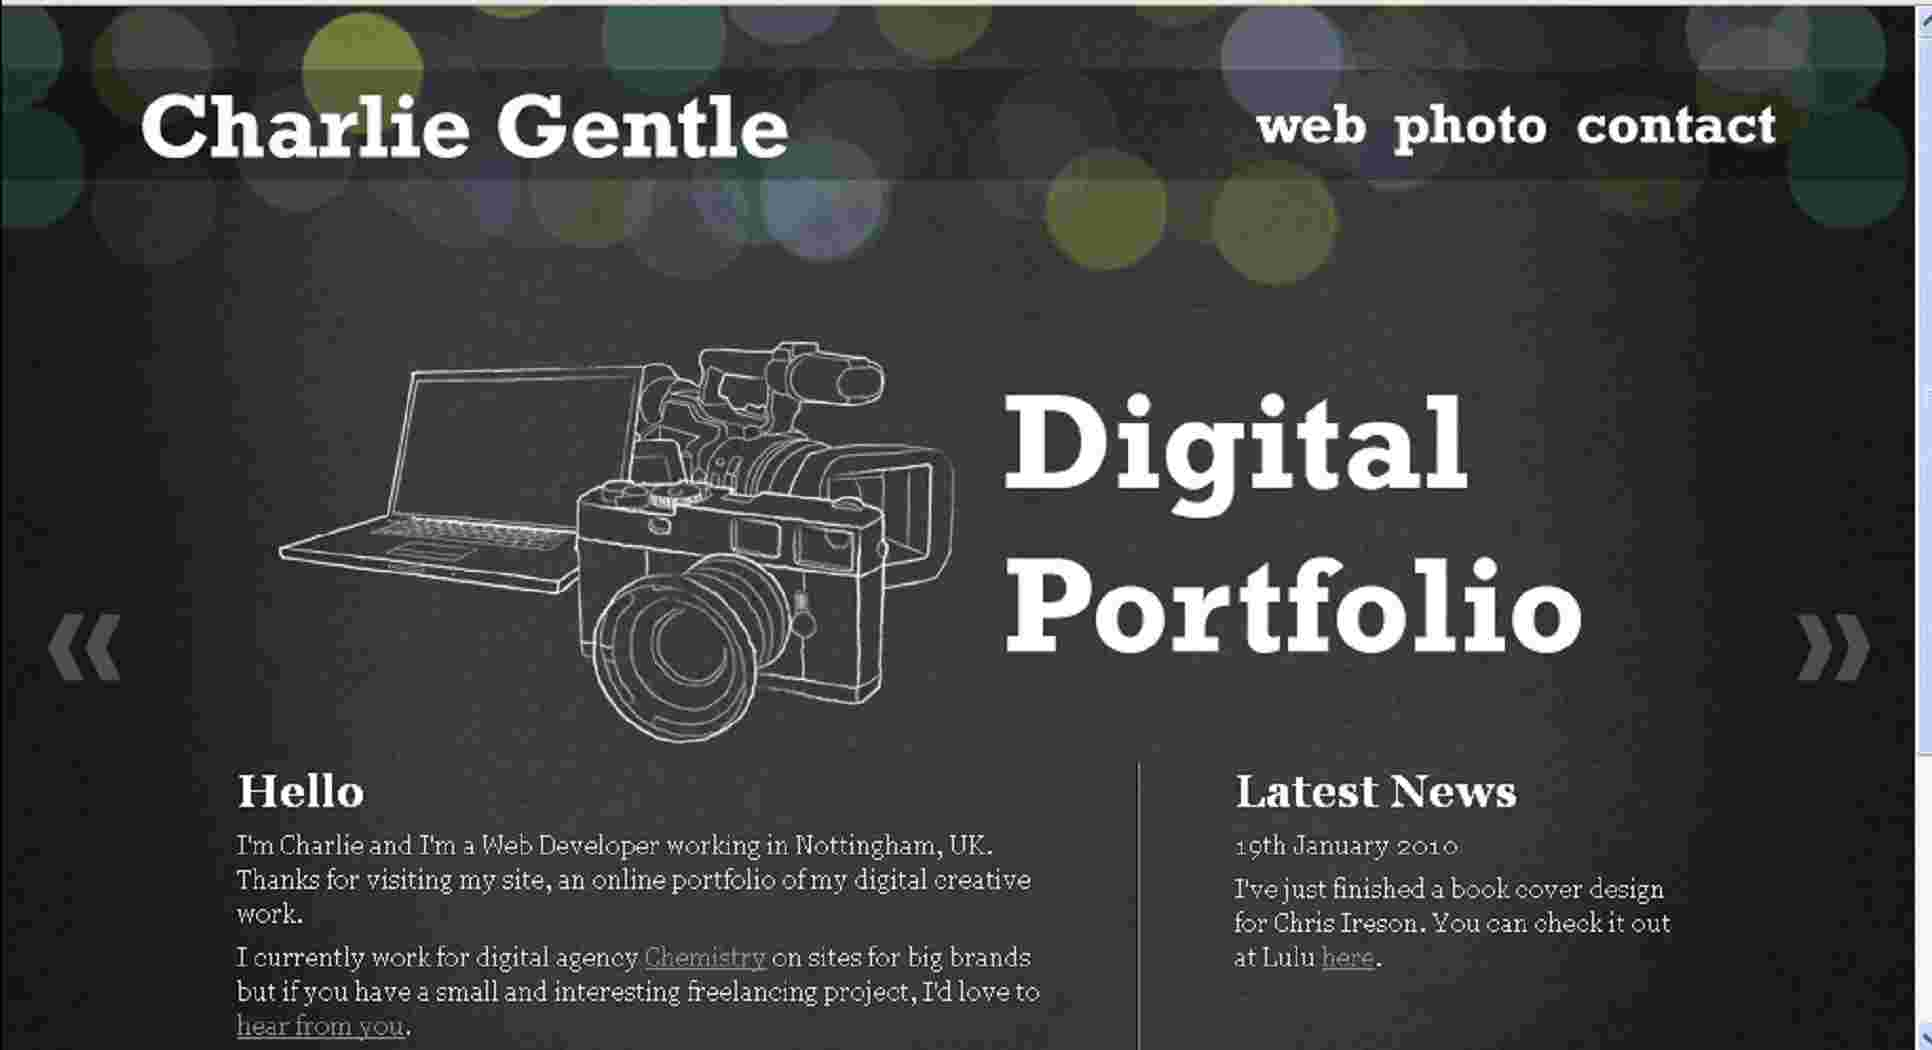 Charlie Gentle
web photo contact
Digital
Portfolio
Hello
I'm Charlie and I'm a Web Developer working in Nottingham, UK.
Thanks for visiting my site, an online portfolio of my digital creative
work.
I currently work for digital agency Chemistry on sites for big brands
but if you have a small and interesting freelancing project, I'd love to
hear from you.
Latest News
19th January 2010
I've just finished a book cover design
for Chris Ireson. You can check it out
at Lulu here.